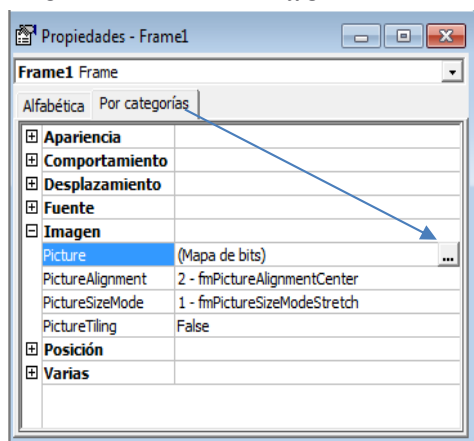 Propiedades - Frame1
Frame1 Frame
Alfabética Por categorías
Apariencia
Comportamiento
Desplazamiento
Fuente
Imagen
Picture (Mapa de bits) ...
PictureAlignment 2 - fmPictureAlignmentCenter
PictureSizeMode 1 - fmPictureSizeModeStretch
PictureTiling False
Posición
Varias